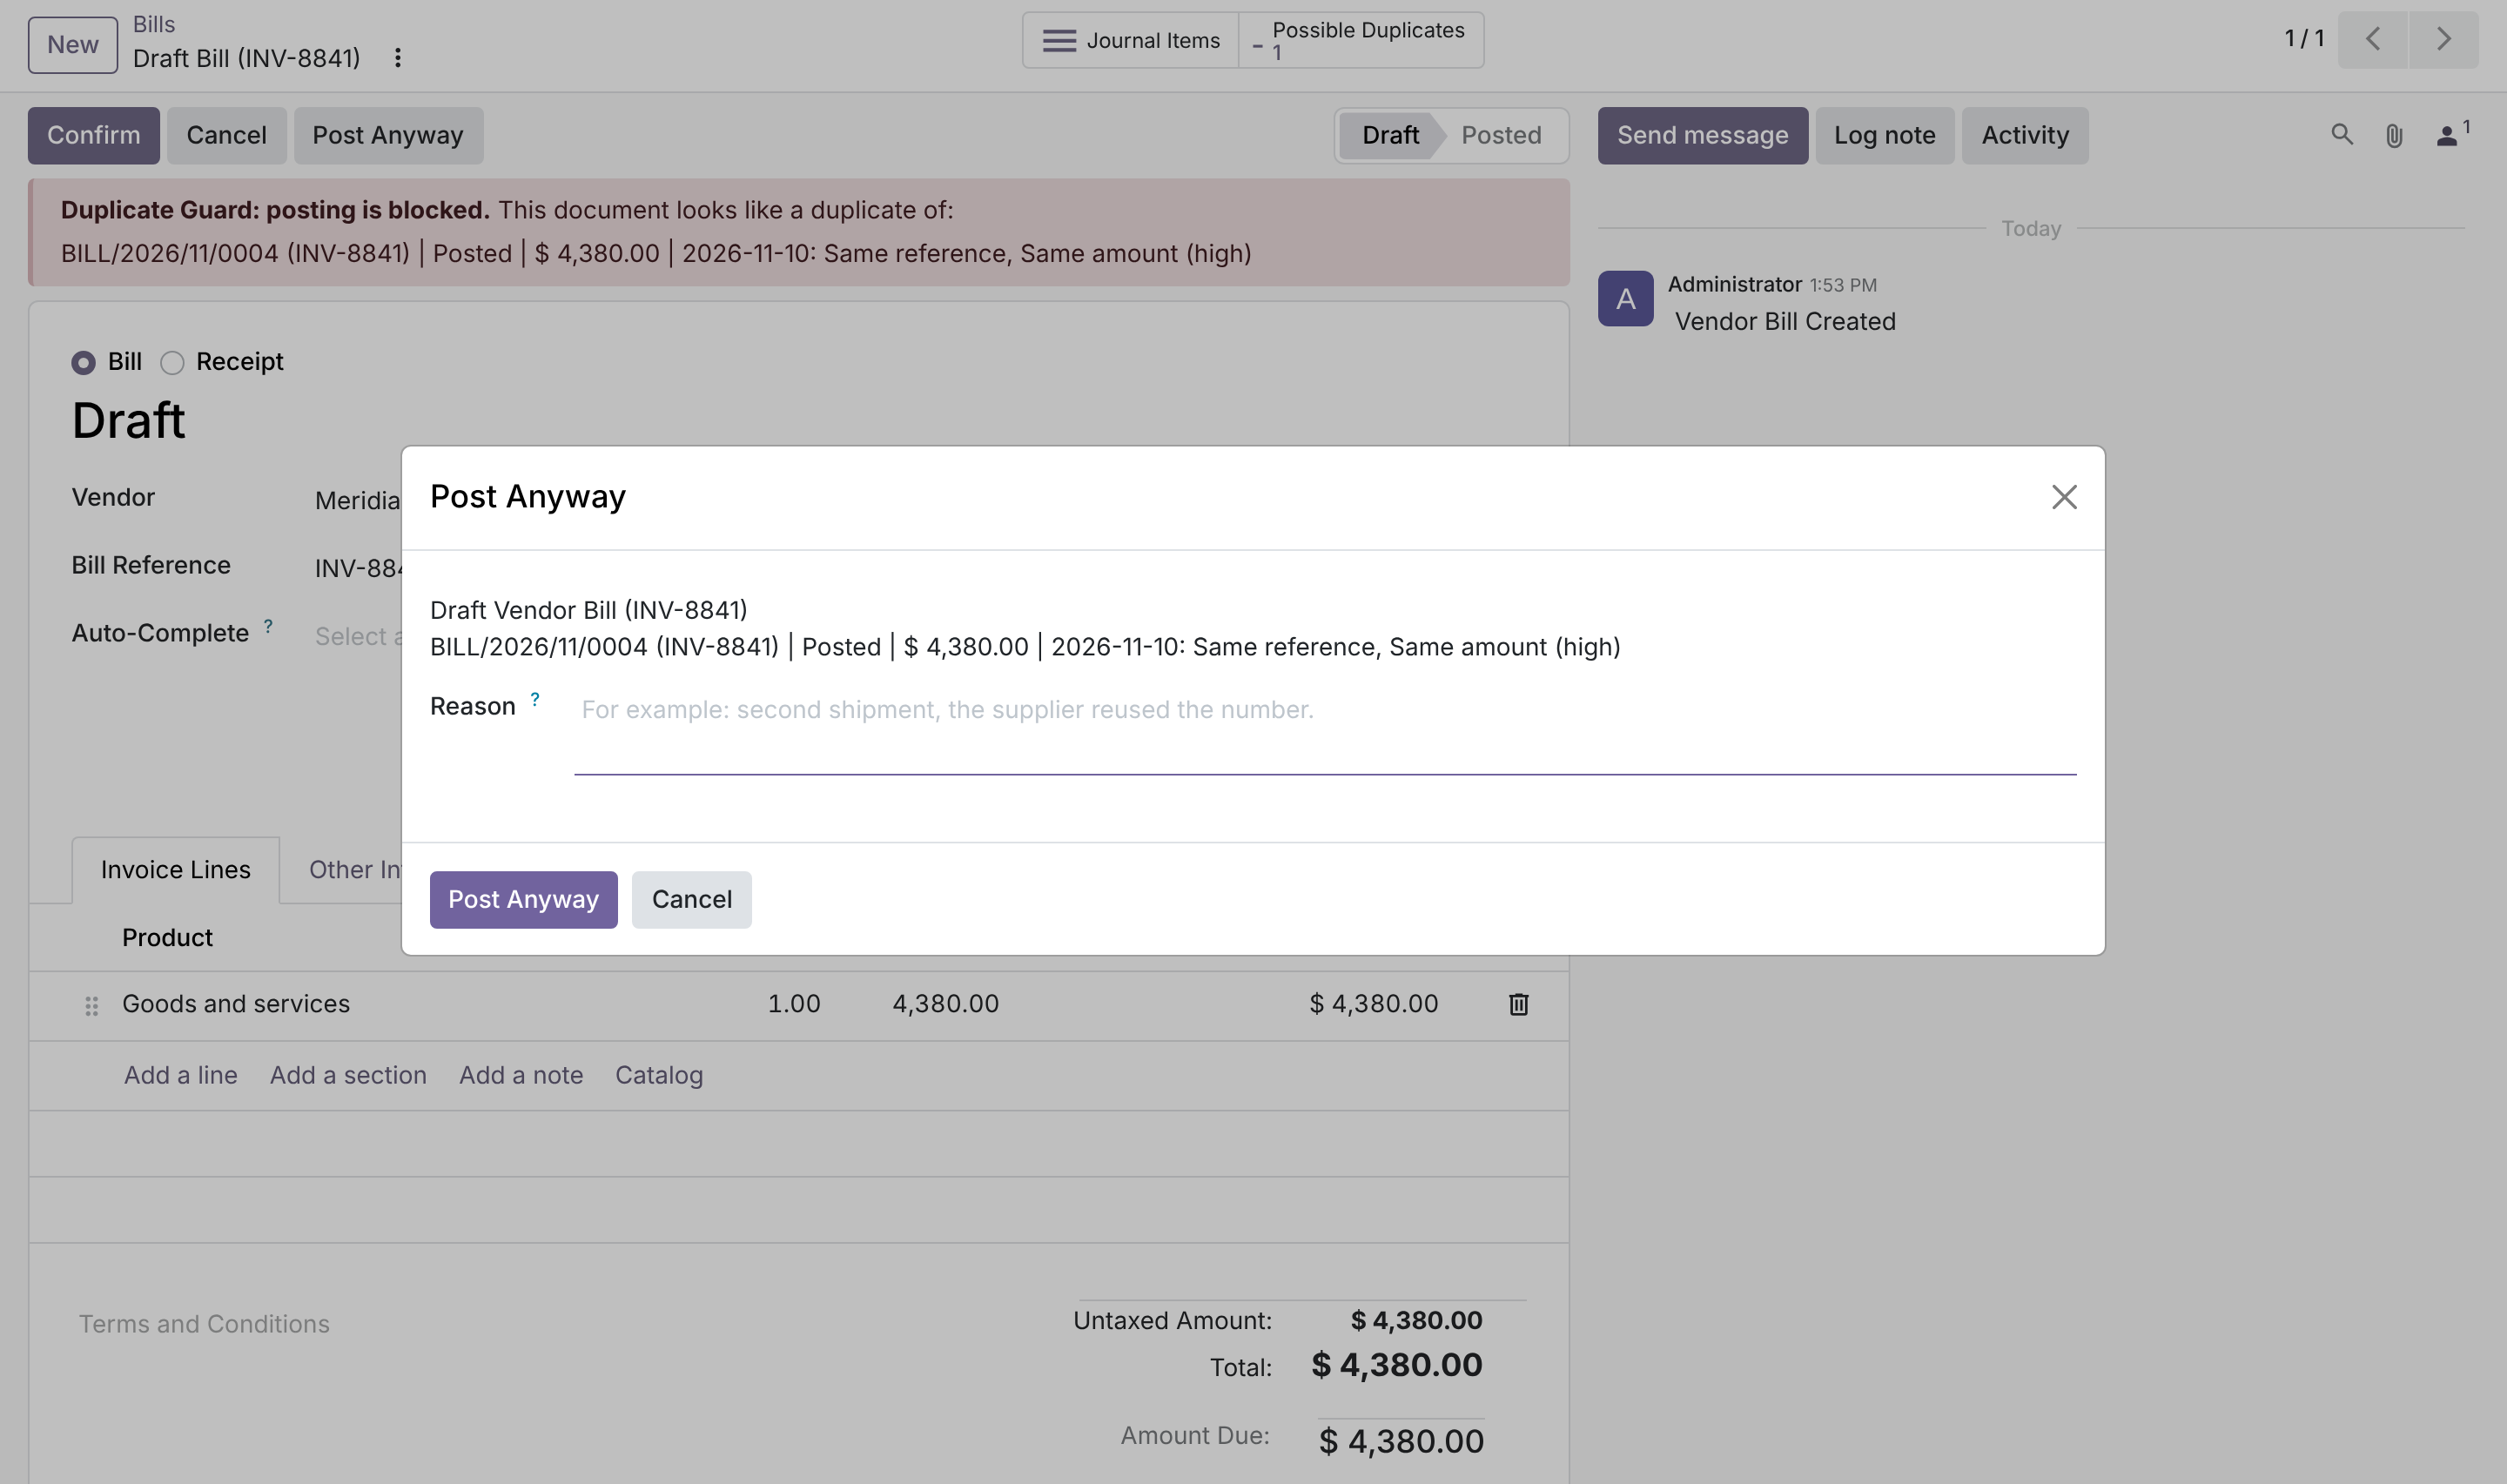 New
Bills
Draft Bill (INV-8841)
Journal Items
Possible Duplicates
1
1 / 1
Confirm
Cancel
Post Anyway
Draft
Posted
Send message
Log note
Activity
1
Duplicate Guard: posting is blocked. This document looks like a duplicate of:
BILL/2026/11/0004 (INV-8841) | Posted | $ 4,380.00 | 2026-11-10: Same reference, Same amount (high)
Today
A
Administrator 1:53 PM
Vendor Bill Created
Bill
Receipt
Draft
Vendor
Meridia
Bill Reference
INV-884
Auto-Complete ?
Select a
Post Anyway
Draft Vendor Bill (INV-8841)
BILL/2026/11/0004 (INV-8841) | Posted | $ 4,380.00 | 2026-11-10: Same reference, Same amount (high)
Reason ?
For example: second shipment, the supplier reused the number.
Post Anyway
Cancel
Invoice Lines
Other In
Product
Goods and services
1.00
4,380.00
$ 4,380.00
Add a line
Add a section
Add a note
Catalog
Terms and Conditions
Untaxed Amount: $ 4,380.00
Total: $ 4,380.00
Amount Due: $ 4,380.00